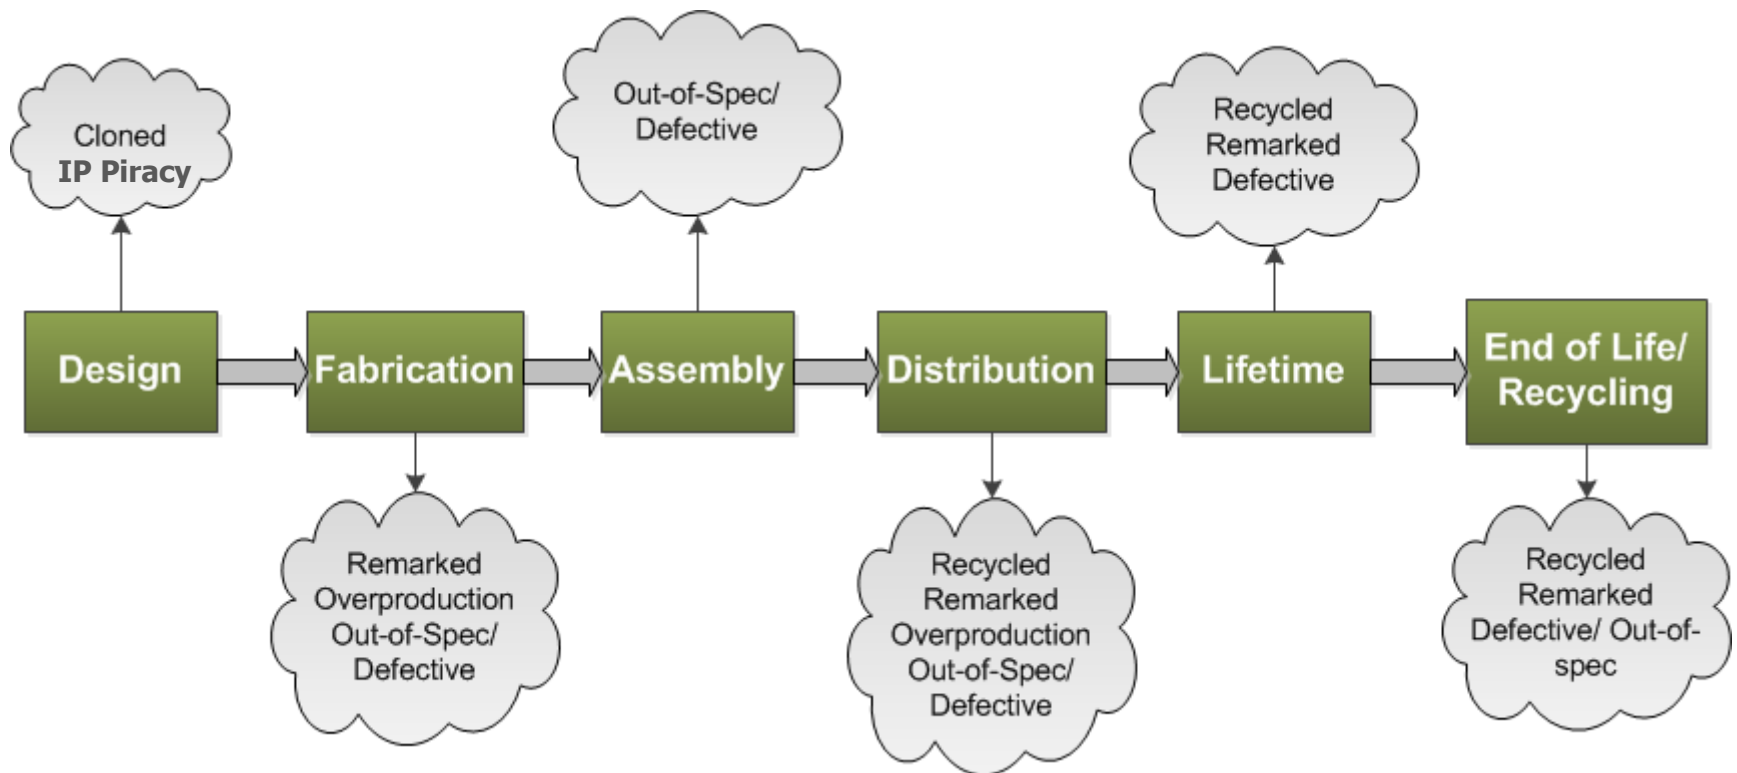 Cloned
IP Piracy
Out-of-Spec/
Defective
Recycled
Remarked
Defective
Design
Fabrication
Assembly
Distribution
Lifetime
End of Life/
Recycling
Remarked
Overproduction
Out-of-Spec/
Defective
Recycled
Remarked
Overproduction
Out-of-Spec/
Defective
Recycled
Remarked
Defective/ Out-of-
spec